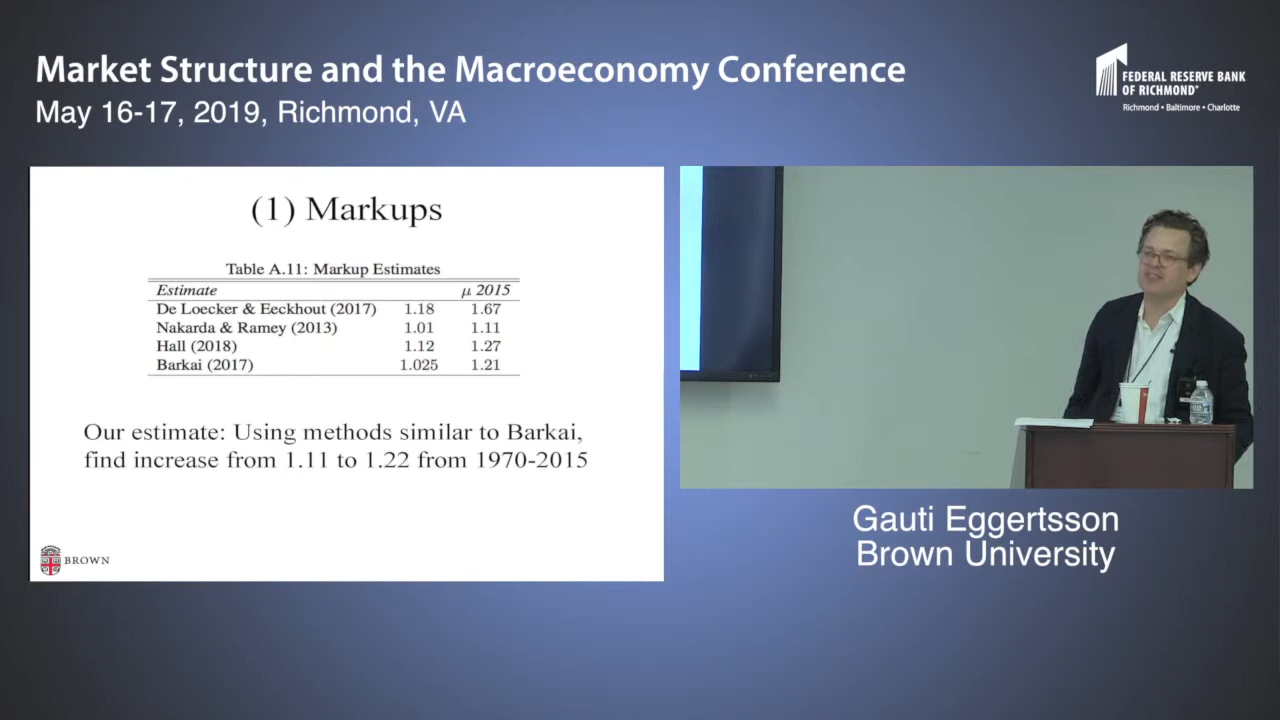 Market Structure and the Macroeconomy Conference
May 16-17, 2019, Richmond, VA
FEDERAL RESERVE BANK
OF RICHMOND
Richmond • Baltimore • Charlotte
(1) Markups
Table A.11: Markup Estimates
Estimate μ 2015
De Loecker & Eeckhout (2017) 1.18 1.67
Nakarda & Ramey (2013) 1.01 1.11
Hall (2018) 1.12 1.27
Barkai (2017) 1.025 1.21
Our estimate: Using methods similar to Barkai,
find increase from 1.11 to 1.22 from 1970-2015
BROWN
Gauti Eggertsson
Brown University